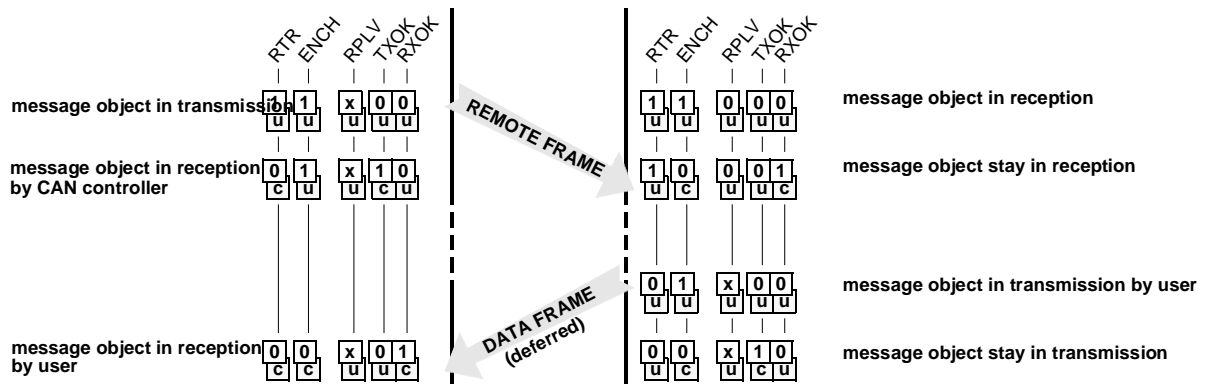 RTR ENCH RPLV TXOK RXOK
RTR ENCH RPLV TXOK RXOK
message object in transmission 1 1 x 0 0
u u u u u
REMOTE FRAME
1 1 0 0 0 message object in reception
u u u u u
message object in reception
by CAN controller
0 1 x 1 0
c u u c u
1 0 0 0 1 message object stay in reception
u c u u c
0 1 x 0 0 message object in transmission by user
u u u u u
DATA FRAME
(deferred)
message object in reception
by user
0 0 x 0 1
c c u u c
0 0 x 1 0 message object stay in transmission
u c u c u